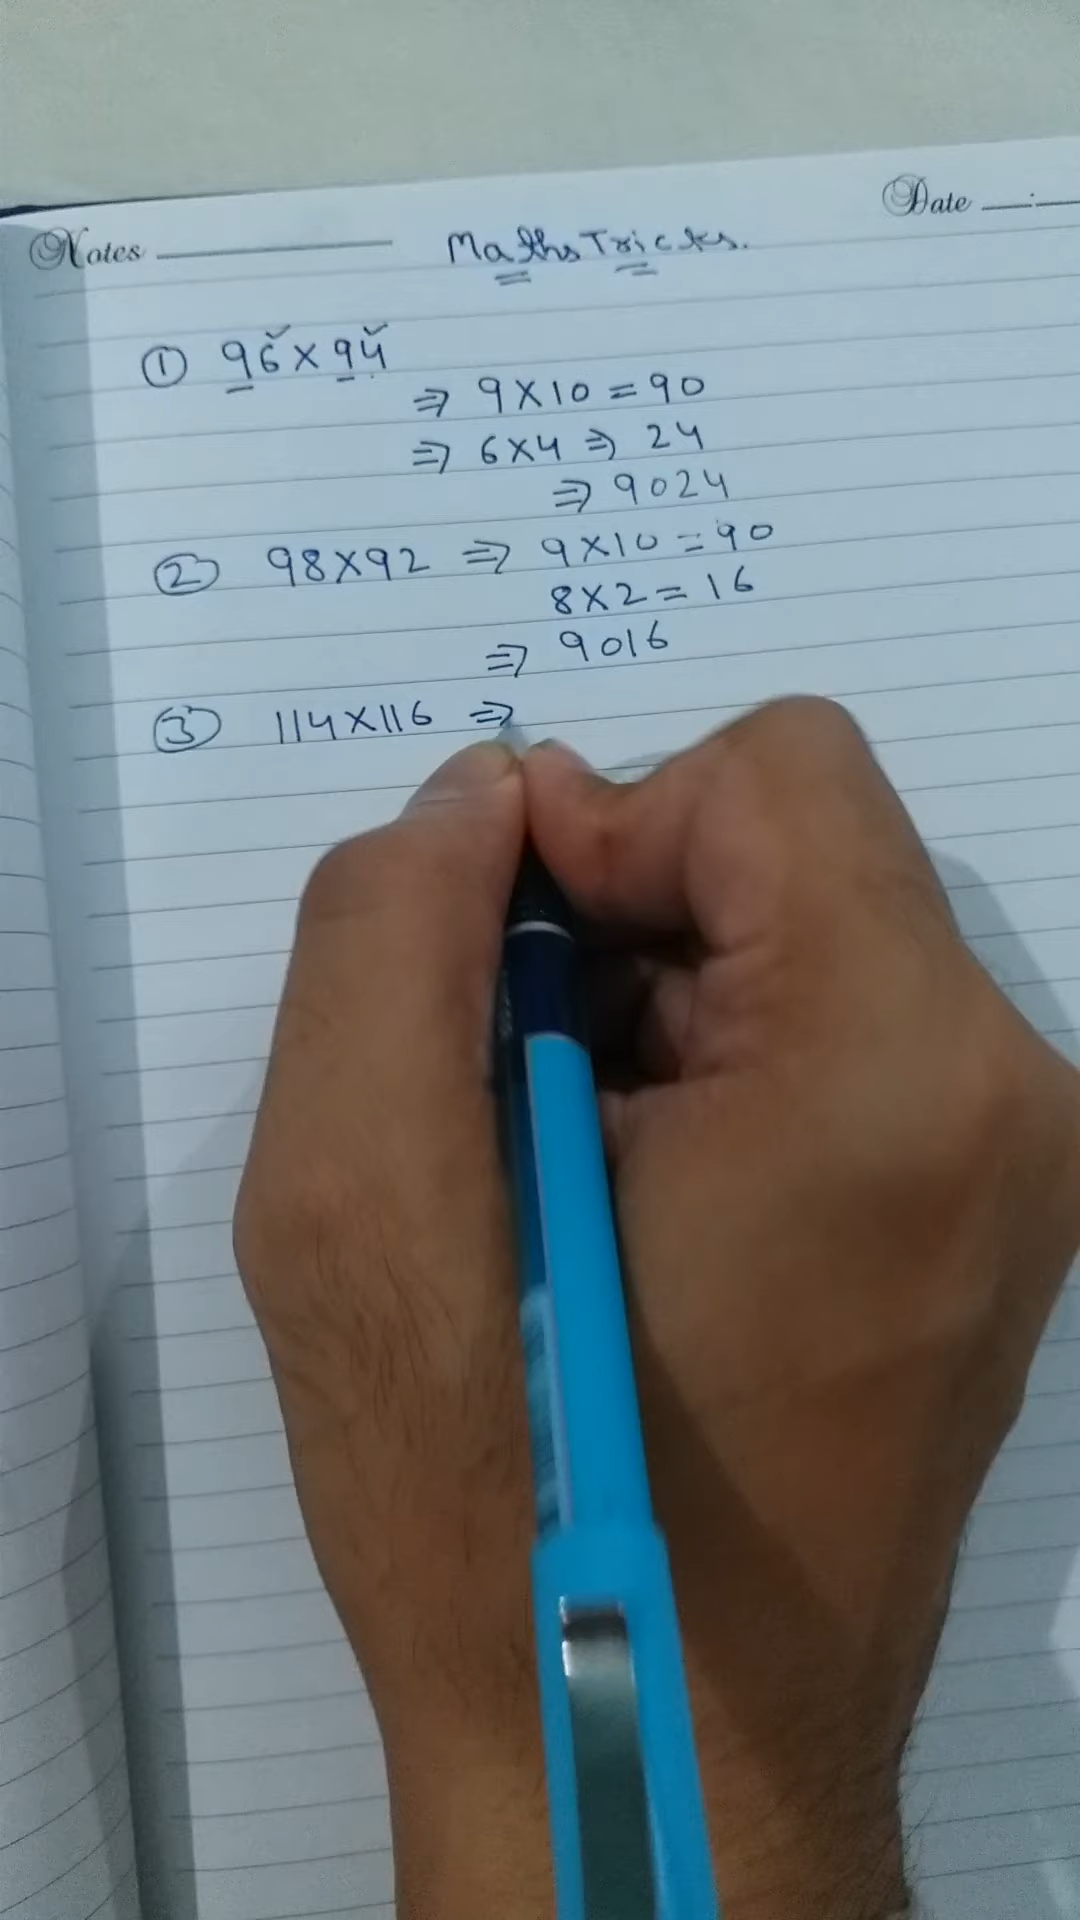 Notes
Date
Maths Tricks.
① 96 × 94
⇒ 9 × 10 = 90
⇒ 6 × 4 ⇒ 24
⇒ 9024
② 98 × 92 ⇒ 9 × 10 = 90
8 × 2 = 16
⇒ 9016
③ 114 × 116 ⇒